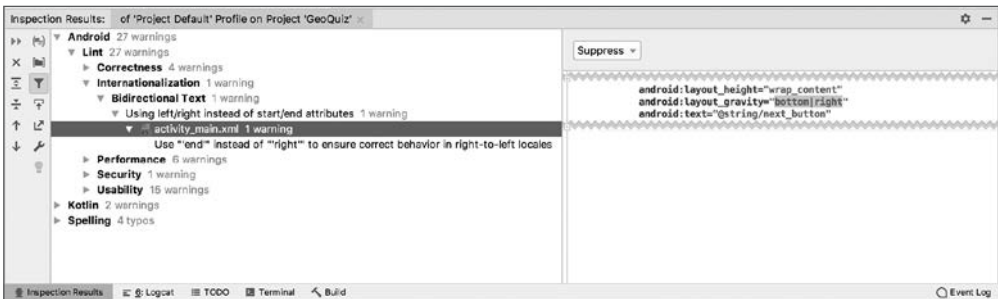 Inspection Results: of 'Project Default' Profile on Project 'GeoQuiz' ×
Android 27 warnings
Lint 27 warnings
Correctness 4 warnings
Internationalization 1 warning
Bidirectional Text 1 warning
Using left/right instead of start/end attributes 1 warning
activity_main.xml 1 warning
Use "'end'" instead of "'right'" to ensure correct behavior in right-to-left locales
Performance 6 warnings
Security 1 warning
Usability 15 warnings
Kotlin 2 warnings
Spelling 4 typos
Suppress
android:layout_height="wrap_content"
android:layout_gravity="bottom|right"
android:text="@string/next_button"
Inspection Results 6: Logcat TODO Terminal Build Event Log